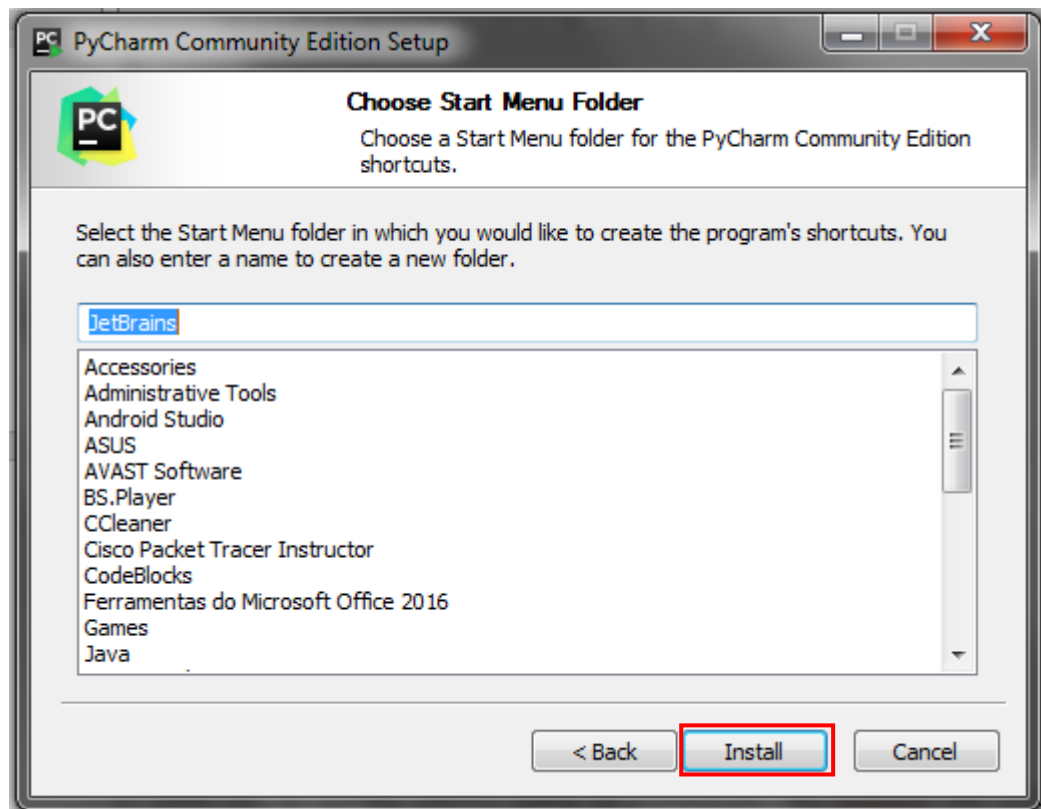 PC PyCharm Community Edition Setup
PC
Choose Start Menu Folder
Choose a Start Menu folder for the PyCharm Community Edition
shortcuts.
Select the Start Menu folder in which you would like to create the program's shortcuts. You
can also enter a name to create a new folder.
JetBrains
Accessories
Administrative Tools
Android Studio
ASUS
AVAST Software
BS.Player
CCleaner
Cisco Packet Tracer Instructor
CodeBlocks
Ferramentas do Microsoft Office 2016
Games
Java
< Back Install Cancel